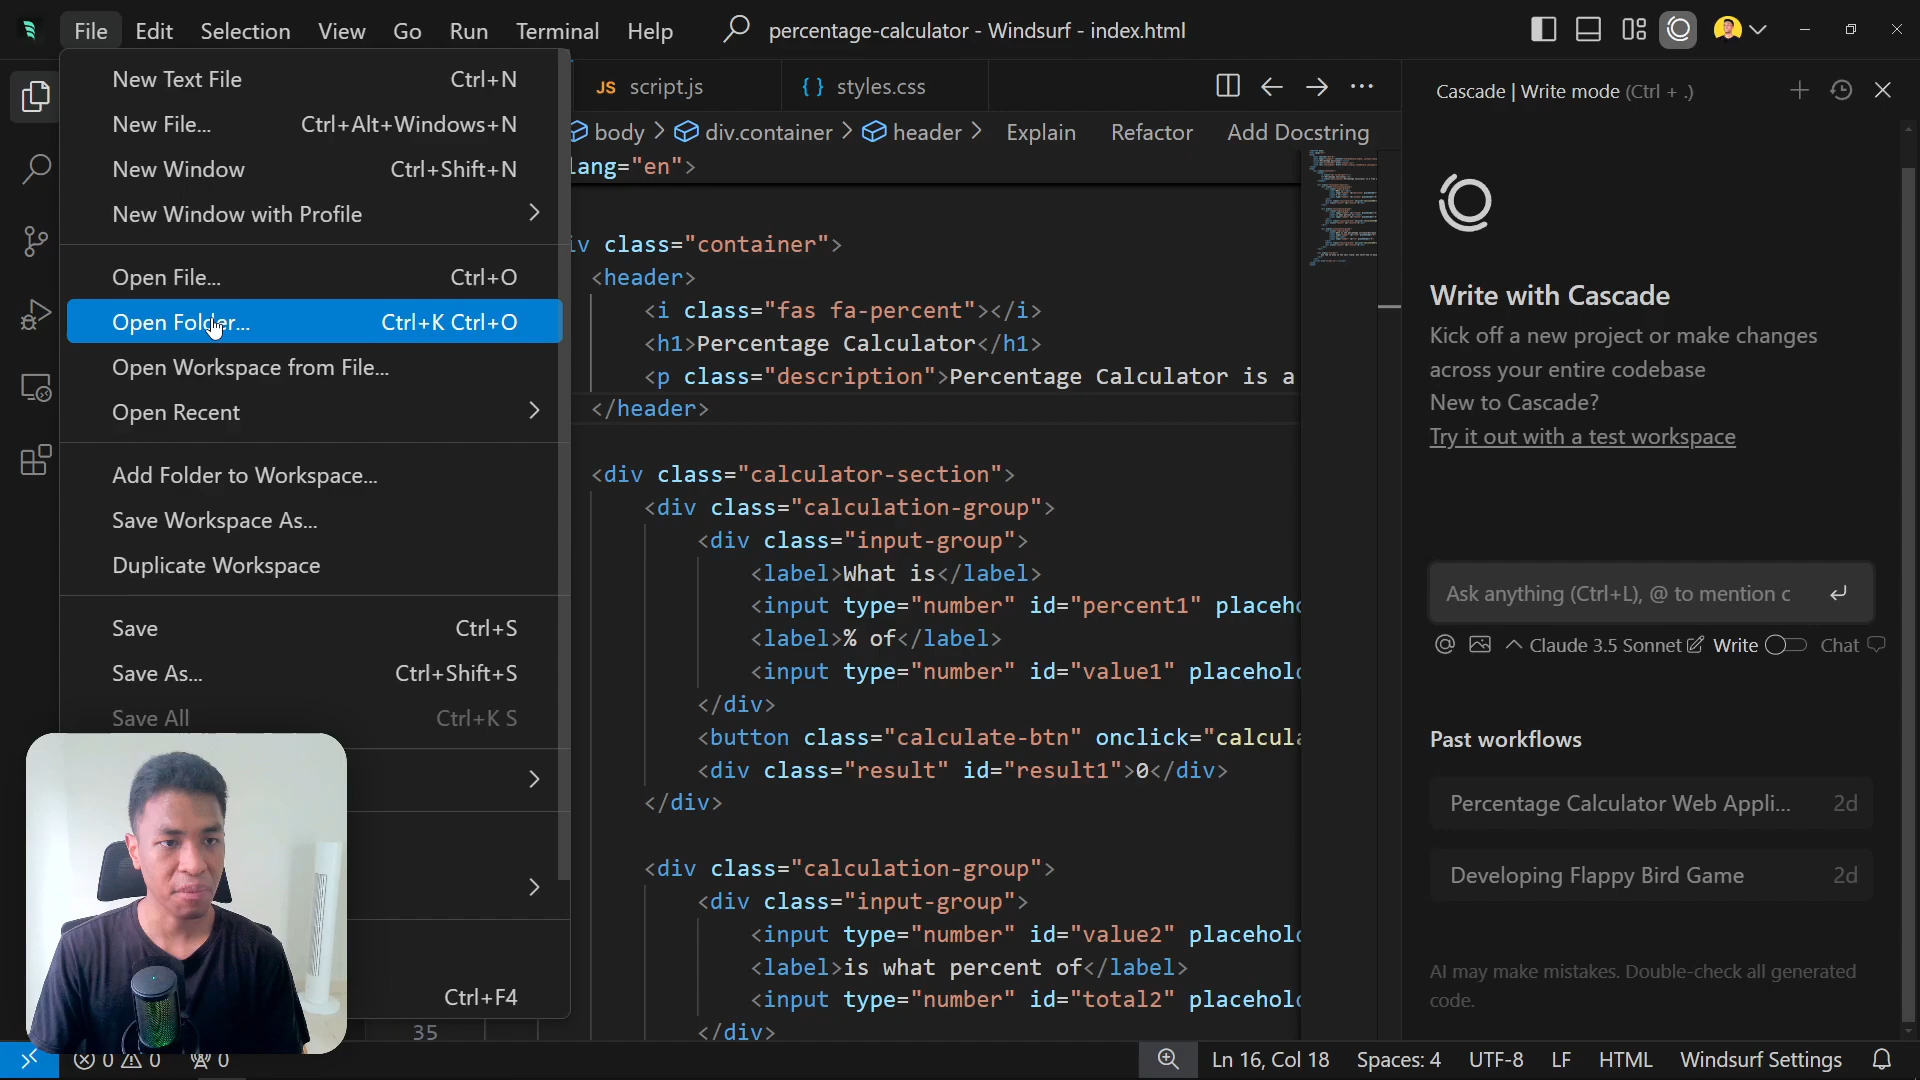 File Edit Selection View Go Run Terminal Help percentage-calculator - Windsurf - index.html
New Text File Ctrl+N
New File... Ctrl+Alt+Windows+N
New Window Ctrl+Shift+N
New Window with Profile
Open File... Ctrl+O
Open Folder... Ctrl+K Ctrl+O
Open Workspace from File...
Open Recent
Add Folder to Workspace...
Save Workspace As...
Duplicate Workspace
Save Ctrl+S
Save As... Ctrl+Shift+S
Save All Ctrl+K S
Ctrl+F4
JS script.js { } styles.css
body > div.container > header > Explain Refactor Add Docstring
lang="en">
iv class="container">
<header>
<i class="fas fa-percent"></i>
<h1>Percentage Calculator</h1>
<p class="description">Percentage Calculator is a
</header>
<div class="calculator-section">
<div class="calculation-group">
<div class="input-group">
<label>What is</label>
<input type="number" id="percent1" placeho
<label>% of</label>
<input type="number" id="value1" placehol
</div>
<button class="calculate-btn" onclick="calcul
<div class="result" id="result1">0</div>
</div>
<div class="calculation-group">
<div class="input-group">
<input type="number" id="value2" placehol
<label>is what percent of</label>
<input type="number" id="total2" placehol
35 </div>
Cascade | Write mode (Ctrl + .)
Write with Cascade
Kick off a new project or make changes
across your entire codebase
New to Cascade?
Try it out with a test workspace
Ask anything (Ctrl+L), @ to mention c
Claude 3.5 Sonnet Write Chat
Past workflows
Percentage Calculator Web Appli... 2d
Developing Flappy Bird Game 2d
AI may make mistakes. Double-check all generated
code.
0 0 0 Ln 16, Col 18 Spaces: 4 UTF-8 LF HTML Windsurf Settings